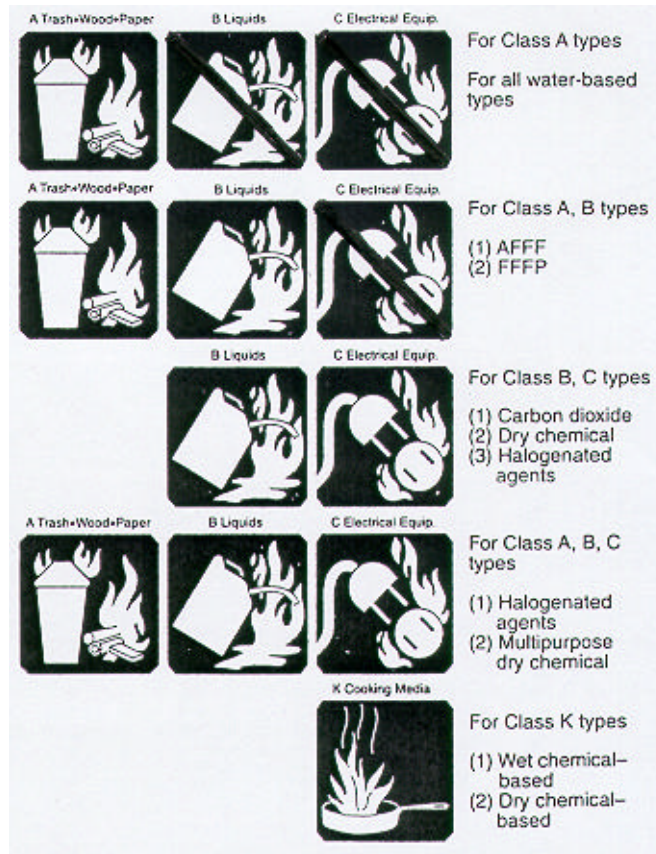 A Trash•Wood•Paper
B Liquids
C Electrical Equip.
For Class A types
For all water-based
types
A Trash•Wood•Paper
B Liquids
C Electrical Equip.
For Class A, B types
(1) AFFF
(2) FFFP
B Liquids
C Electrical Equip.
For Class B, C types
(1) Carbon dioxide
(2) Dry chemical
(3) Halogenated
agents
A Trash•Wood•Paper
B Liquids
C Electrical Equip.
For Class A, B, C
types
(1) Halogenated
agents
(2) Multipurpose
dry chemical
K Cooking Media
For Class K types
(1) Wet chemical–
based
(2) Dry chemical–
based